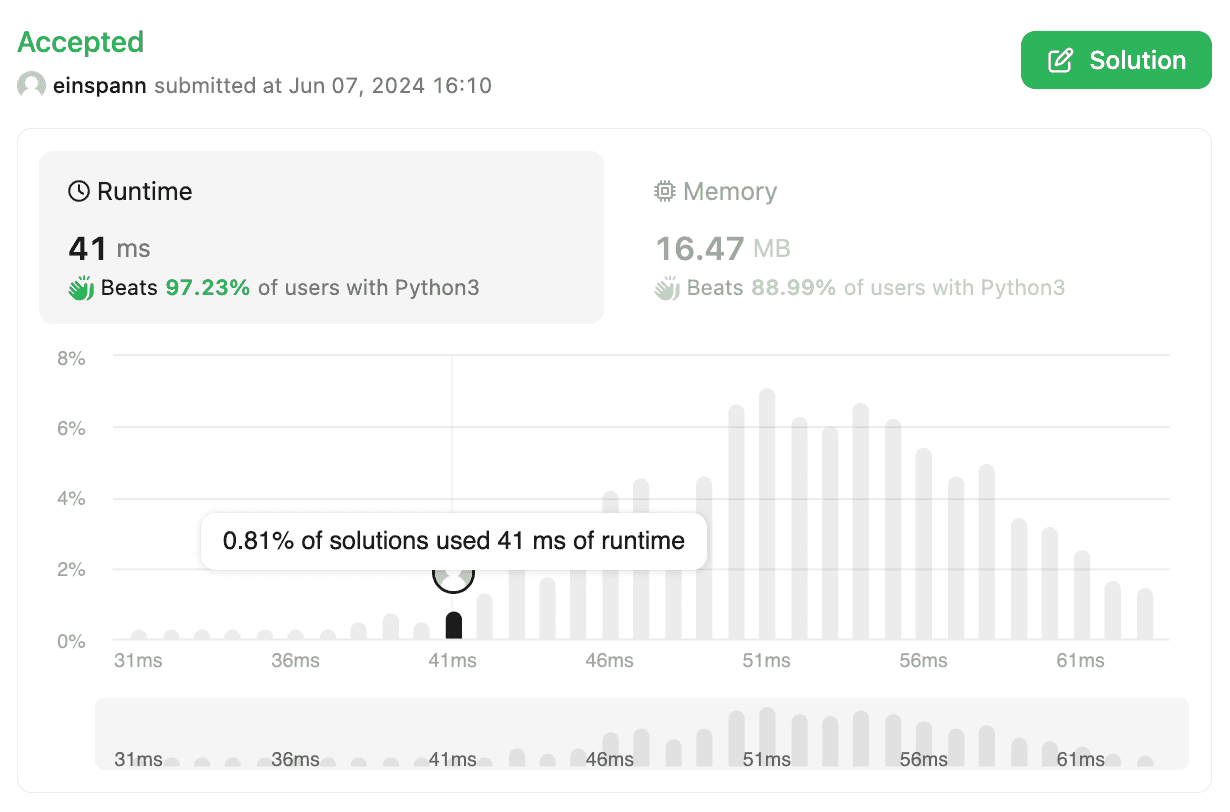 Accepted
Solution
einspann submitted at Jun 07, 2024 16:10
Runtime
41 ms
Beats 97.23% of users with Python3
Memory
16.47 MB
Beats 88.99% of users with Python3
8%
6%
4%
2%
0%
0.81% of solutions used 41 ms of runtime
31ms 36ms 41ms 46ms 51ms 56ms 61ms
31ms 36ms 41ms 46ms 51ms 56ms 61ms